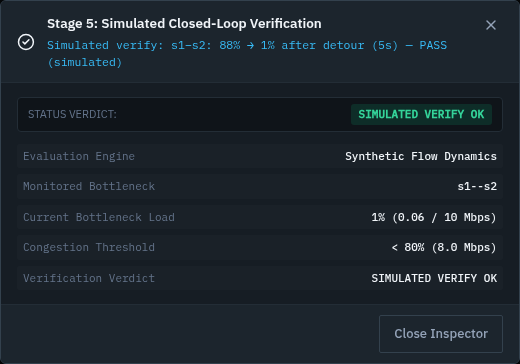 Stage 5: Simulated Closed-Loop Verification
Simulated verify: s1–s2: 88% → 1% after detour (5s) — PASS
(simulated)
STATUS VERDICT:
SIMULATED VERIFY OK
Evaluation Engine
Synthetic Flow Dynamics
Monitored Bottleneck
s1--s2
Current Bottleneck Load
1% (0.06 / 10 Mbps)
Congestion Threshold
< 80% (8.0 Mbps)
Verification Verdict
SIMULATED VERIFY OK
Close Inspector